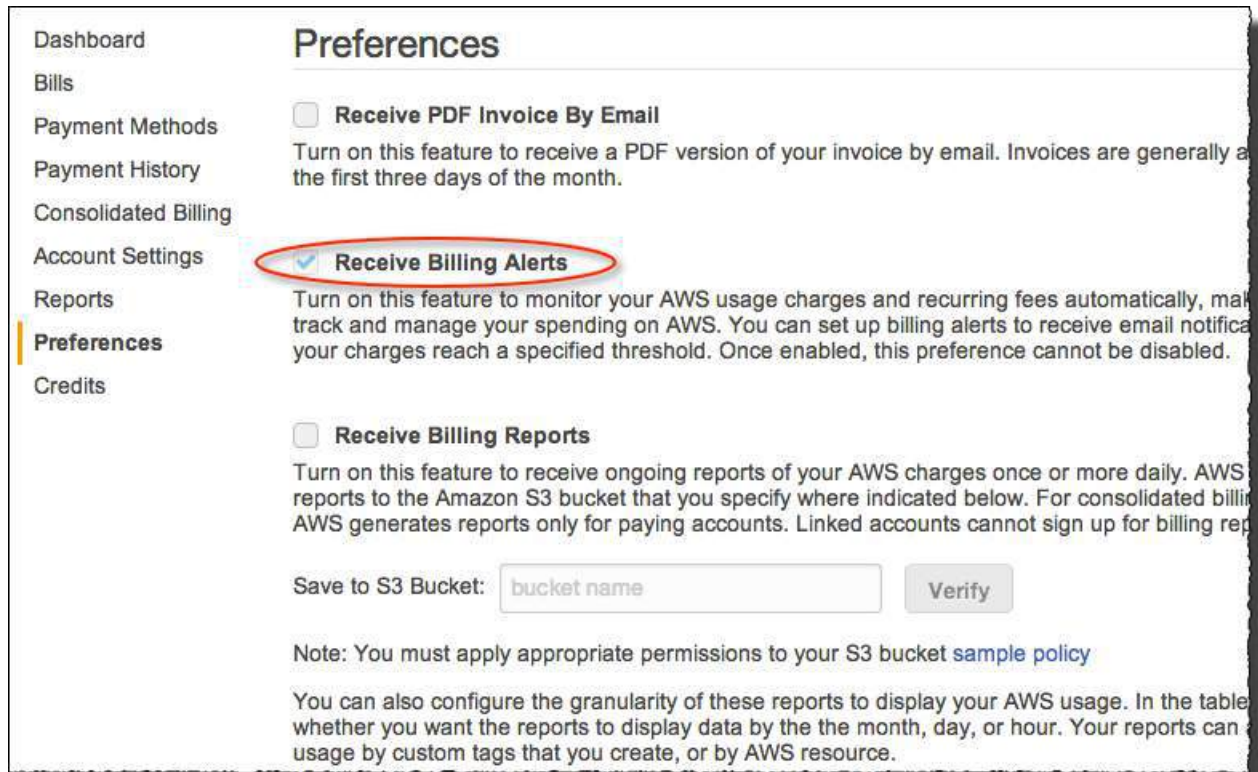 Dashboard
Bills
Payment Methods
Payment History
Consolidated Billing
Account Settings
Reports
Preferences
Credits
Preferences
Receive PDF Invoice By Email
Turn on this feature to receive a PDF version of your invoice by email. Invoices are generally a
the first three days of the month.
Receive Billing Alerts
Turn on this feature to monitor your AWS usage charges and recurring fees automatically, mak
track and manage your spending on AWS. You can set up billing alerts to receive email notifica
your charges reach a specified threshold. Once enabled, this preference cannot be disabled.
Receive Billing Reports
Turn on this feature to receive ongoing reports of your AWS charges once or more daily. AWS
reports to the Amazon S3 bucket that you specify where indicated below. For consolidated billin
AWS generates reports only for paying accounts. Linked accounts cannot sign up for billing rep
Save to S3 Bucket: bucket name Verify
Note: You must apply appropriate permissions to your S3 bucket sample policy
You can also configure the granularity of these reports to display your AWS usage. In the table
whether you want the reports to display data by the the month, day, or hour. Your reports can
usage by custom tags that you create, or by AWS resource.